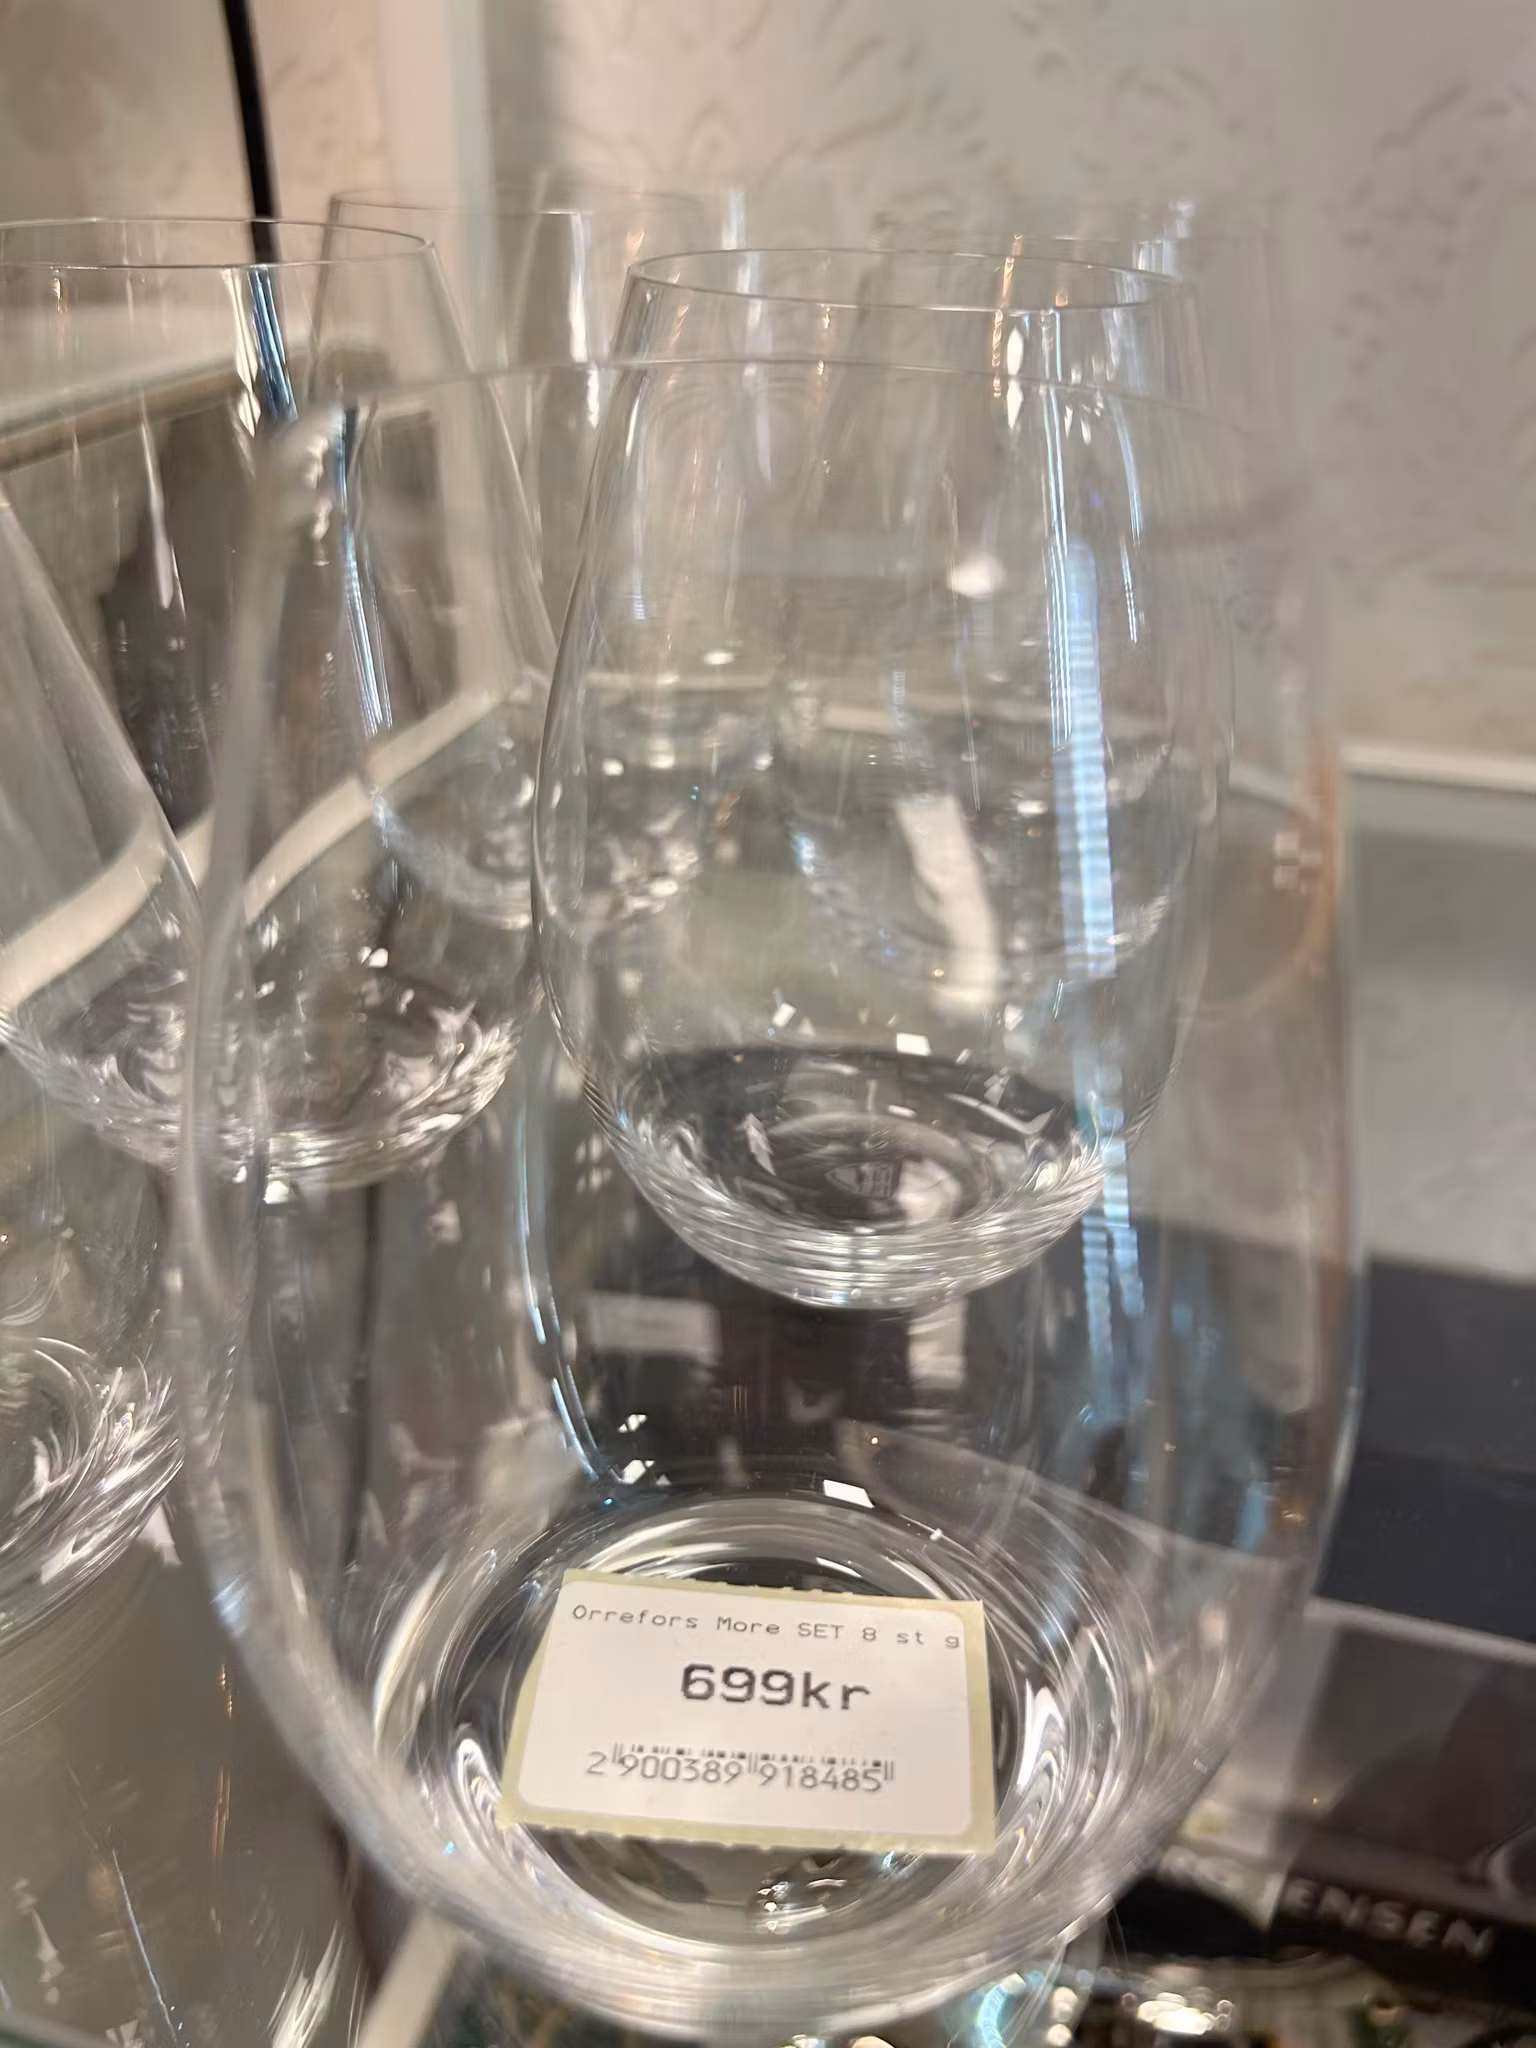 Orrefors More SET 8 st g
699kr
2 900389 918485
ENSEN